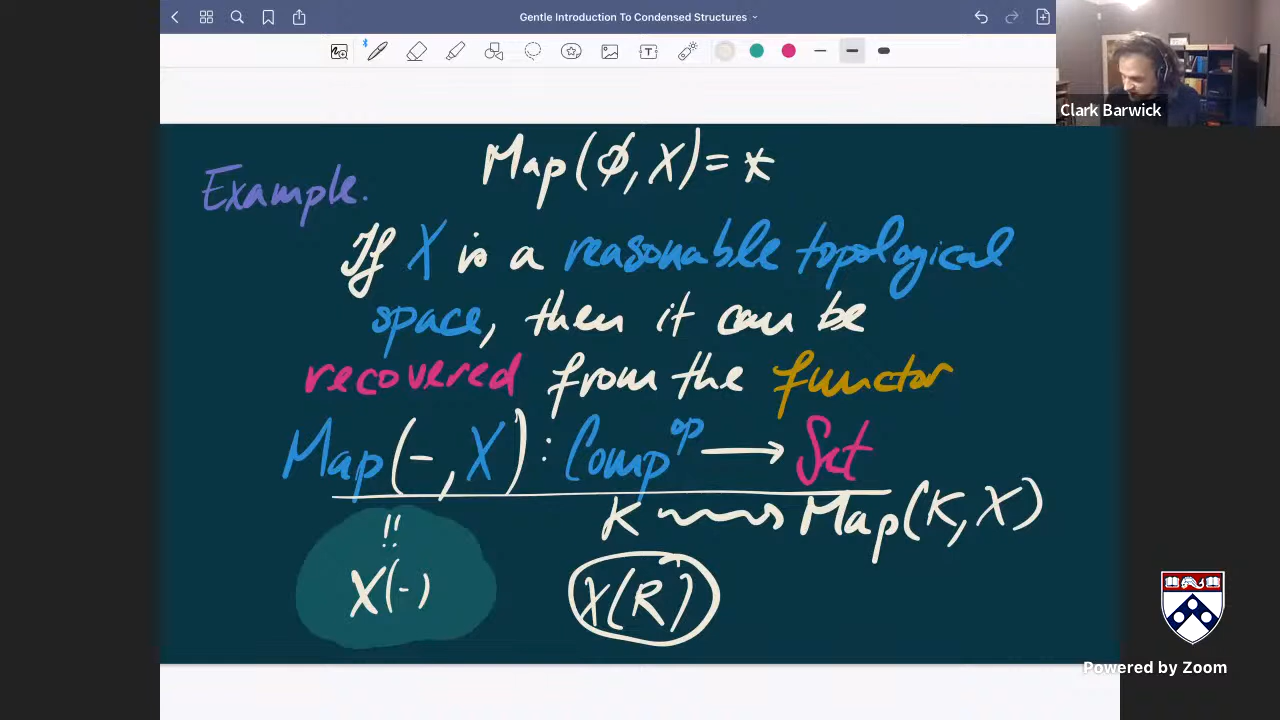 Gentle Introduction To Condensed Structures
Clark Barwick
Map(∅, X) = *
Example.
If X is a reasonable topological
space, then it can be
recovered from the functor
Map(-, X) : Comp^op → Set
K ⇝ Map(K, X)
!!
X(-)
X(R)
Powered by Zoom